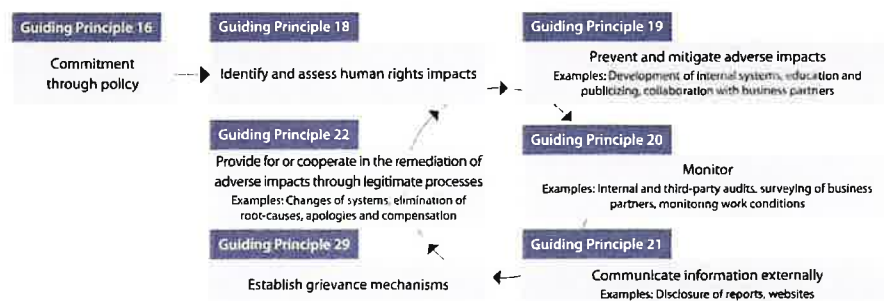 Guiding Principle 16
Commitment
through policy
Guiding Principle 18
Identify and assess human rights impacts
Guiding Principle 19
Prevent and mitigate adverse impacts
Examples: Development of internal systems, education and
publicizing, collaboration with business partners
Guiding Principle 20
Monitor
Examples: Internal and third-party audits, surveying of business
partners, monitoring work conditions
Guiding Principle 21
Communicate information externally
Examples: Disclosure of reports, websites
Guiding Principle 29
Establish grievance mechanisms
Guiding Principle 22
Provide for or cooperate in the remediation of
adverse impacts through legitimate processes
Examples: Changes of systems, elimination of
root-causes, apologies and compensation